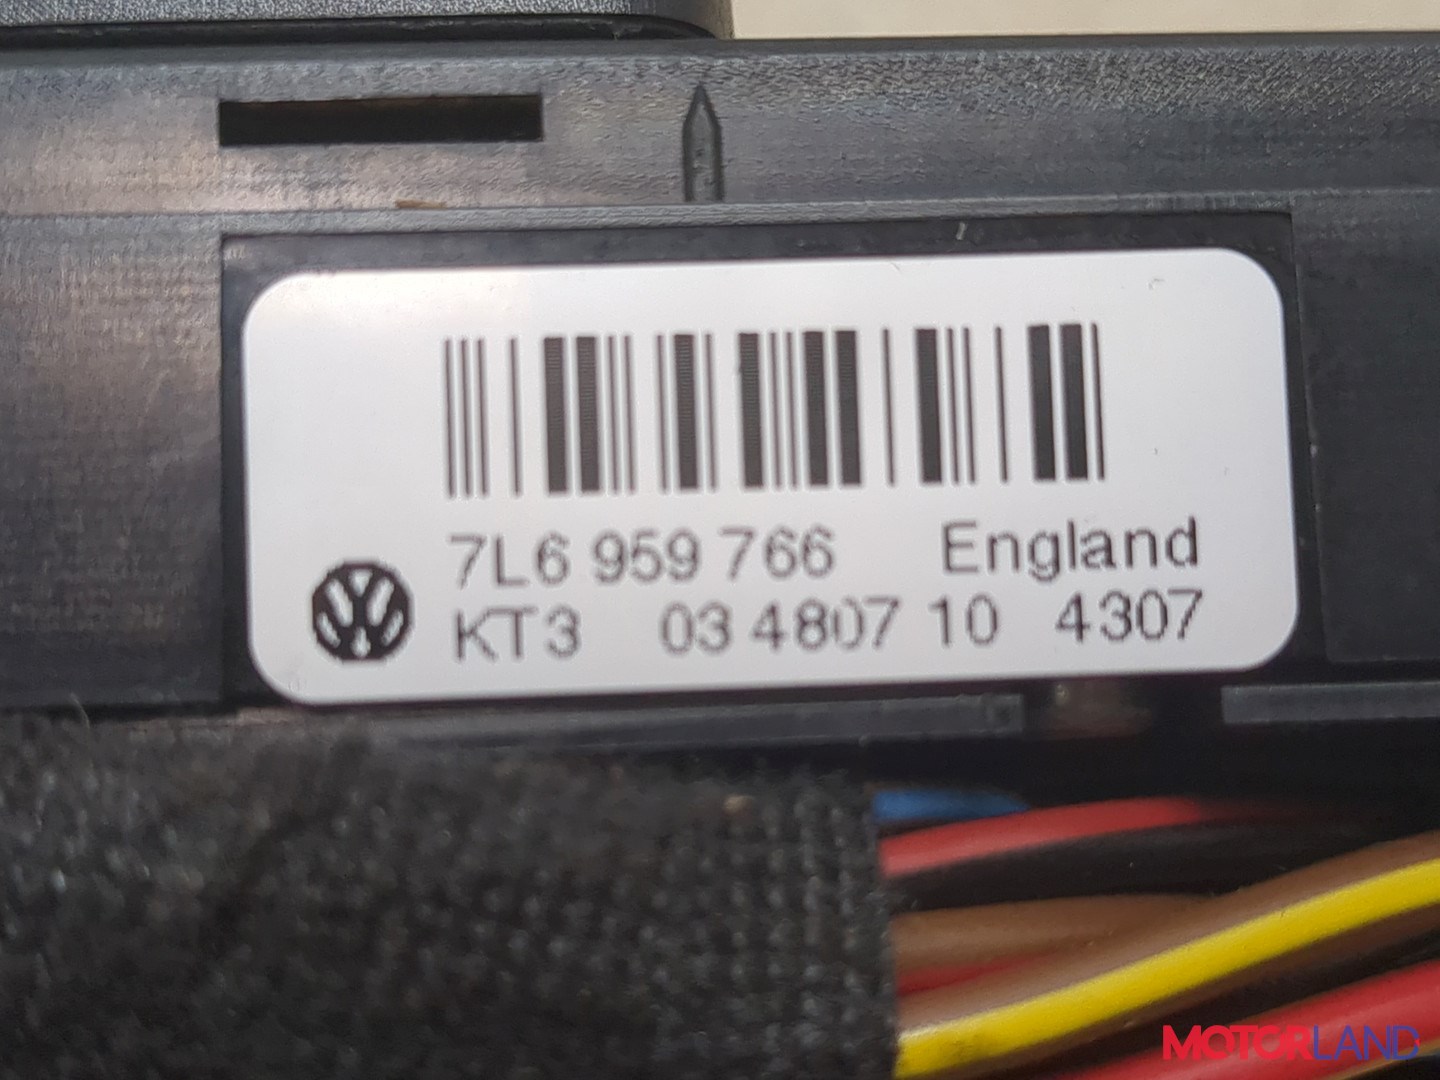 7L6 959 766 England
KT3 03 4807 10 4307
MOTORLAND